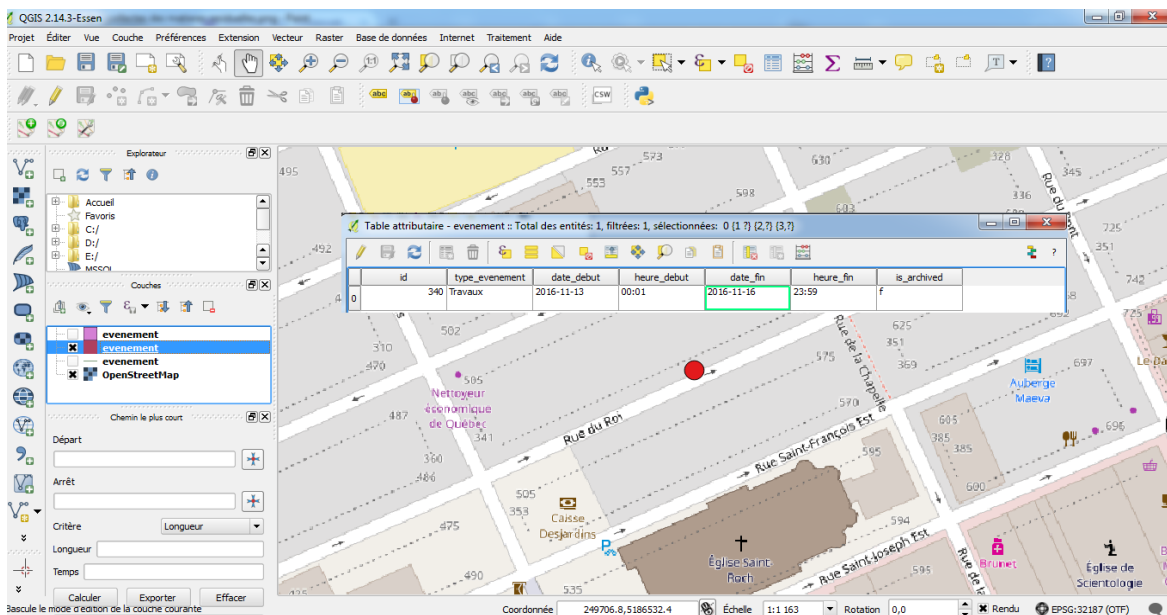 QGIS 2.14.3-Essen
Projet Éditer Vue Couche Préférences Extension Vecteur Raster Base de données Internet Traitement Aide
Explorateur
Accueil
Favoris
C:/
D:/
E:/
MSSQL
Couches
evenement
evenement
evenement
OpenStreetMap
Chemin le plus court
Départ
Arrêt
Critère Longueur
Longueur
Temps
Calculer Exporter Effacer
Table attributaire - evenement :: Total des entités: 1, filtrées: 1, sélectionnées: 0 {1 ?} {2,?} {3,?}
id type_evenement date_debut heure_debut date_fin heure_fin is_archived
0 340 Travaux 2016-11-13 00:01 2016-11-16 23:59 f
495 557 573 553 630 598 603 328 345 336
Rue du Pont
725
351
492
742
502 310 470
625 351 369
575
Rue de la Chapelle
697
725
505
Nettoyeur
économique
de Québec
487
341
Rue du Roi
570
Auberge
Maeva
360
486
Rue Saint-François Est
595
605 385 385
696
600
505
353
475
Caisse
Desjardins
490
535
Église Saint
Roch
Rue Saint-Joseph Est
594
595
Brunet
Église de
Scientologie
Bascule le mode d'édition de la couche courante
Coordonnée 249706.8,5186532.4 Échelle 1:1 163 Rotation 0,0 Rendu EPSG:32187 (OTF)